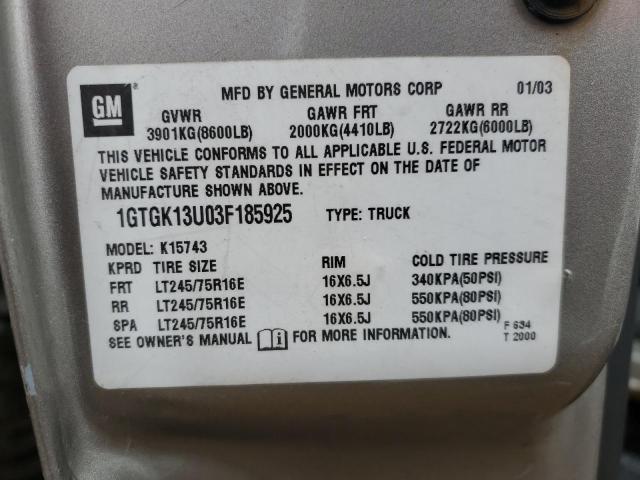 GM
MFD BY GENERAL MOTORS CORP 01/03
GVWR GAWR FRT GAWR RR
3901KG(8600LB) 2000KG(4410LB) 2722KG(6000LB)
THIS VEHICLE CONFORMS TO ALL APPLICABLE U.S. FEDERAL MOTOR
VEHICLE SAFETY STANDARDS IN EFFECT ON THE DATE OF
MANUFACTURE SHOWN ABOVE.
1GTGK13U03F185925 TYPE: TRUCK
MODEL: K15743
KPRD TIRE SIZE RIM COLD TIRE PRESSURE
FRT LT245/75R16E 16X6.5J 340KPA(50PSI)
RR LT245/75R16E 16X6.5J 550KPA(80PSI)
SPA LT245/75R16E 16X6.5J 550KPA(80PSI)
SEE OWNER'S MANUAL i FOR MORE INFORMATION.
F 694
T 2000